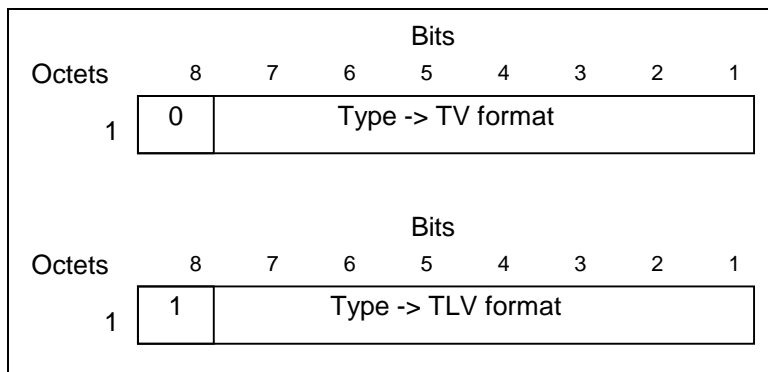 Bits
Octets 8 7 6 5 4 3 2 1
1 0 Type -> TV format
Bits
Octets 8 7 6 5 4 3 2 1
1 1 Type -> TLV format